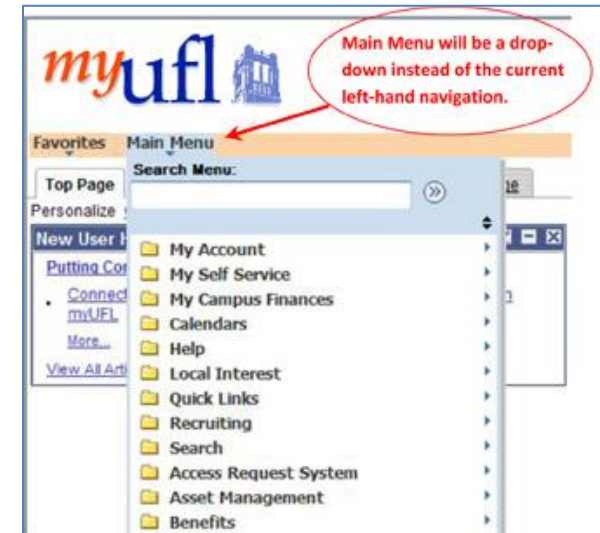 myufl
Main Menu will be a drop-
down instead of the current
left-hand navigation.
Favorites Main Menu
Top Page
Search Menu:
Personalize
New User
Putting
Connect
myUFL
More...
View All
My Account
My Self Service
My Campus Finances
Calendars
Help
Local Interest
Quick Links
Recruiting
Search
Access Request System
Asset Management
Benefits